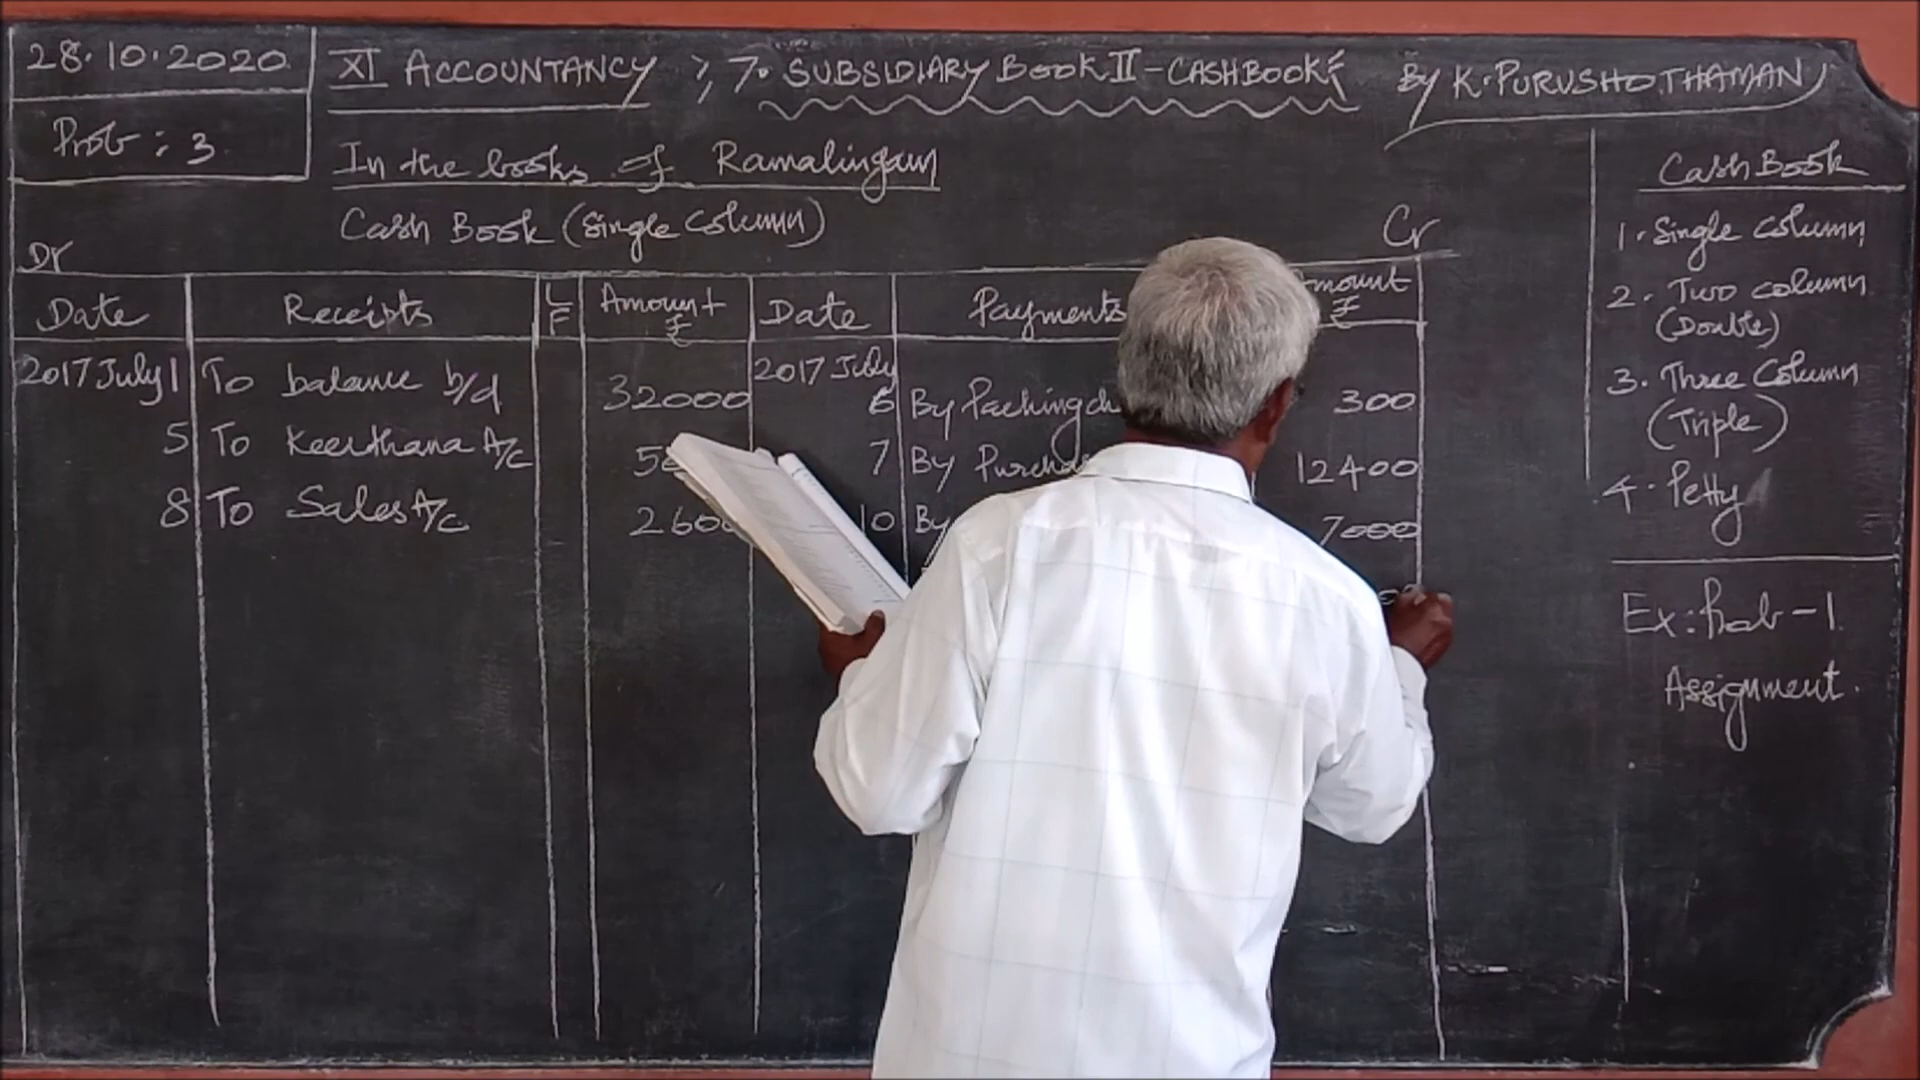 28.10.2020
XI ACCOUNTANCY ; 7. SUBSIDIARY BOOK II - CASHBOOK
By K. PURUSHOTHAMAN
Prob : 3
In the books of Ramalingam
Cash Book (Single Column)
Dr
Cr
Date Receipts LF Amount ₹ Date Payments Amount ₹
2017 July 1 To balance b/d 32000 2017 July
6 By Packing 300
5 To Keerthana A/c 7 By 12400
8 To Sales A/c 10 By 7000
Cash Book
1. Single Column
2. Two column
(Double)
3. Three Column
(Triple)
4. Petty
Ex: Prob - 1
Assignment.